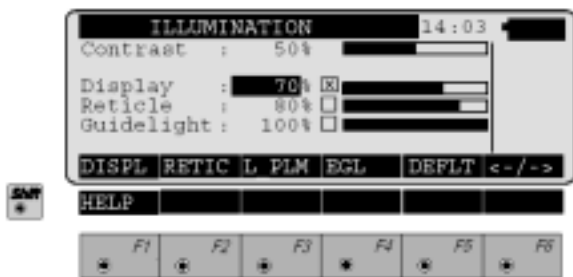 ILLUMINATION 14:03
Contrast : 50%
Display : 70% x
Reticle : 80%
Guidelight : 100%
DISPL RETIC L_PLM EGL DEFLT <-/->
HELP
F1 F2 F3 F4 F5 F6